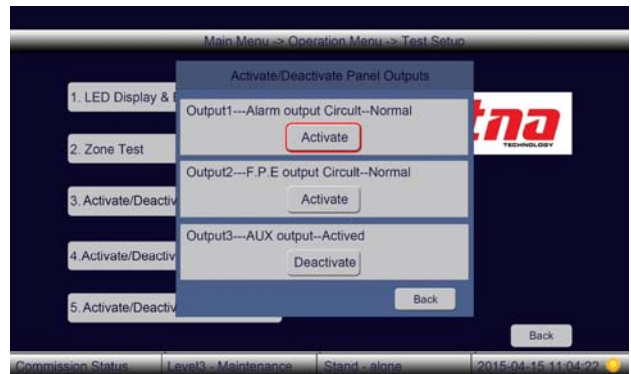 Main Menu -> Operation Menu -> Test Setup
Activate/Deactivate Panel Outputs
1. LED Display &
Output1---Alarm output Circult--Normal
Activate
tna
TECHNOLOGY
2. Zone Test
Output2---F.P.E output Circult--Normal
3. Activate/Deactiv
Activate
Output3---AUX output--Actived
4.Activate/Deactiv
Deactivate
5. Activate/Deactiv
Back
Back
Commission Status
Level3 - Maintenance
Stand - alone
2015-04-15 11:04:22